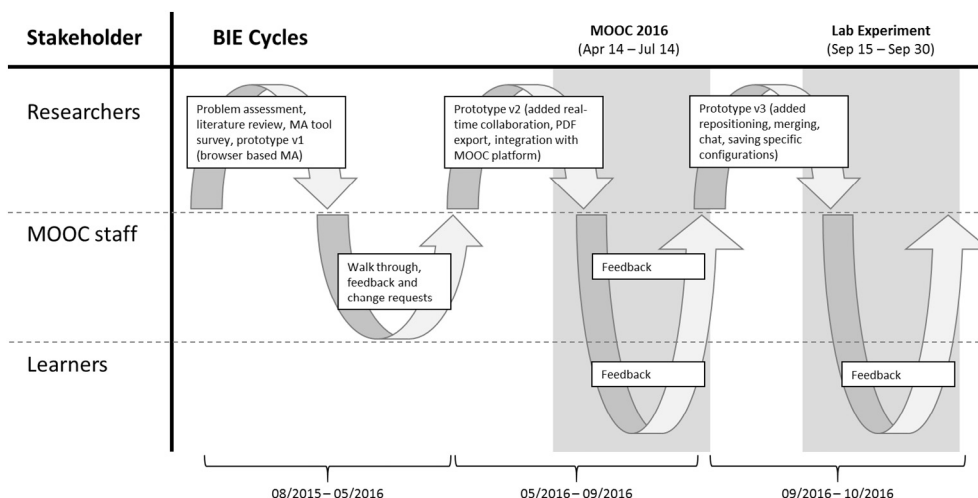 Stakeholder
BIE Cycles
MOOC 2016
(Apr 14 – Jul 14)
Lab Experiment
(Sep 15 – Sep 30)
Researchers
Problem assessment,
literature review, MA tool
survey, prototype v1
(browser based MA)
Prototype v2 (added real-
time collaboration, PDF
export, integration with
MOOC platform)
Prototype v3 (added
repositioning, merging,
chat, saving specific
configurations)
MOOC staff
Walk through,
feedback and
change requests
Feedback
Learners
Feedback
Feedback
08/2015 – 05/2016
05/2016 – 09/2016
09/2016 – 10/2016